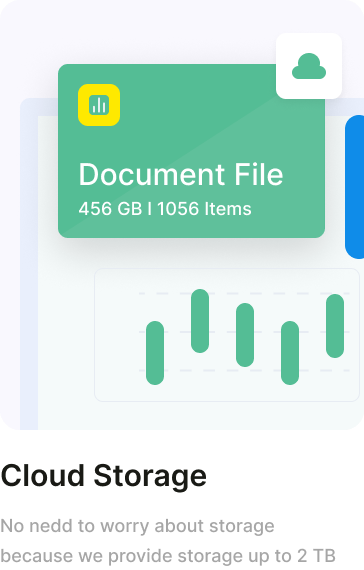 Document File
456 GB I 1056 Items
Cloud Storage
No nedd to worry about storage
because we provide storage up to 2 TB